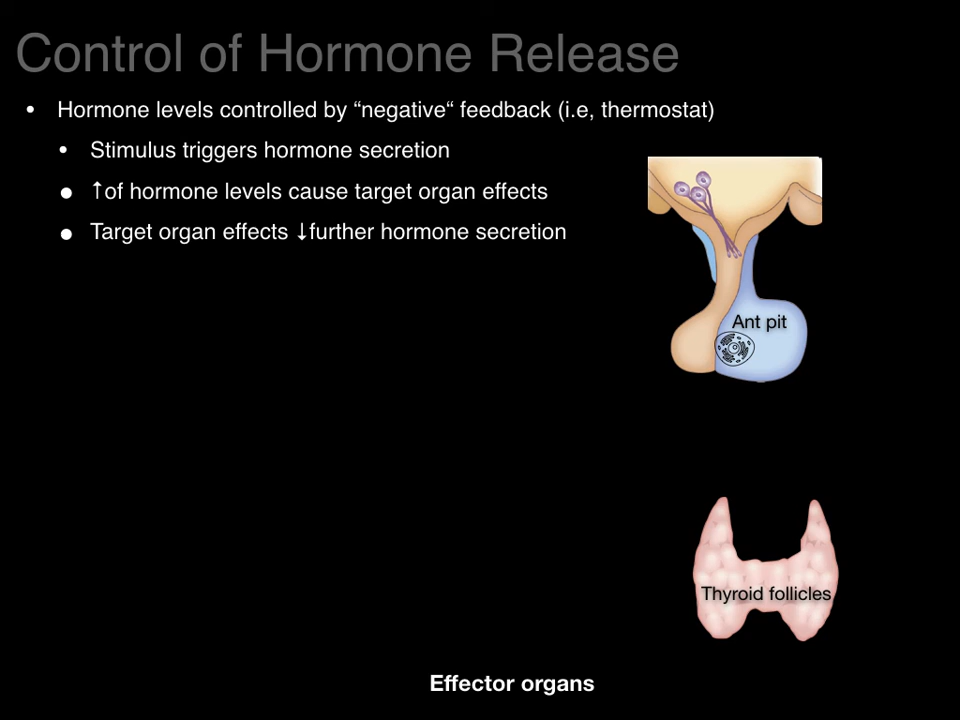 Control of Hormone Release
• Hormone levels controlled by “negative“ feedback (i.e, thermostat)
• Stimulus triggers hormone secretion
• ↑of hormone levels cause target organ effects
• Target organ effects ↓further hormone secretion
Ant pit
Thyroid follicles
Effector organs